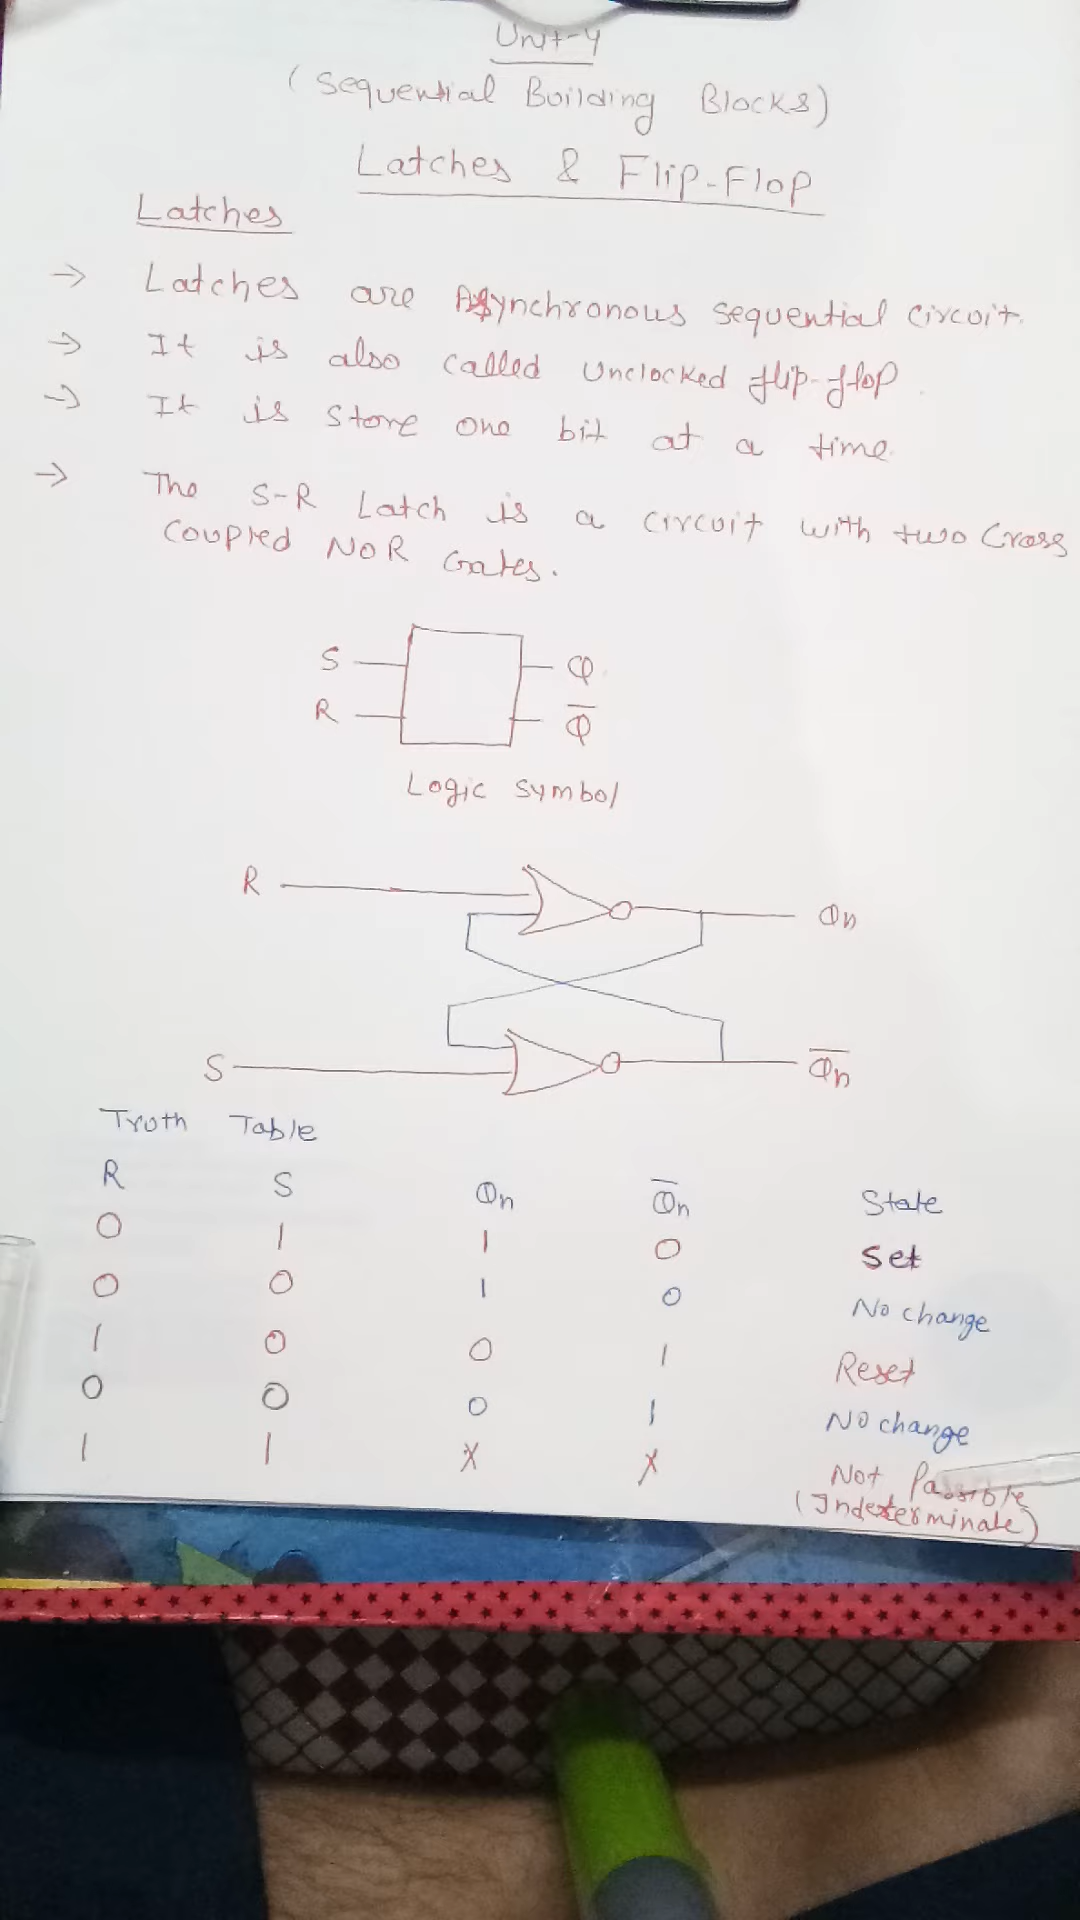 Unit-4
(Sequential Building Blocks)
Latches & Flip-Flop
Latches
→ Latches are Asynchronous sequential circuit.
→ It is also called Unclocked flip-flop.
→ It is store one bit at a time.
→ The S-R Latch is a circuit with two Cross
Coupled NOR Gates.
S Q
R Q̅
Logic Symbol
R Qn
S Q̅n
Truth Table
R S Qn Q̅n State
0 1 1 0 Set
0 0 1 0 No change
1 0 0 1 Reset
0 0 0 1 No change
1 1 X X Not Possible
(Indeterminate)